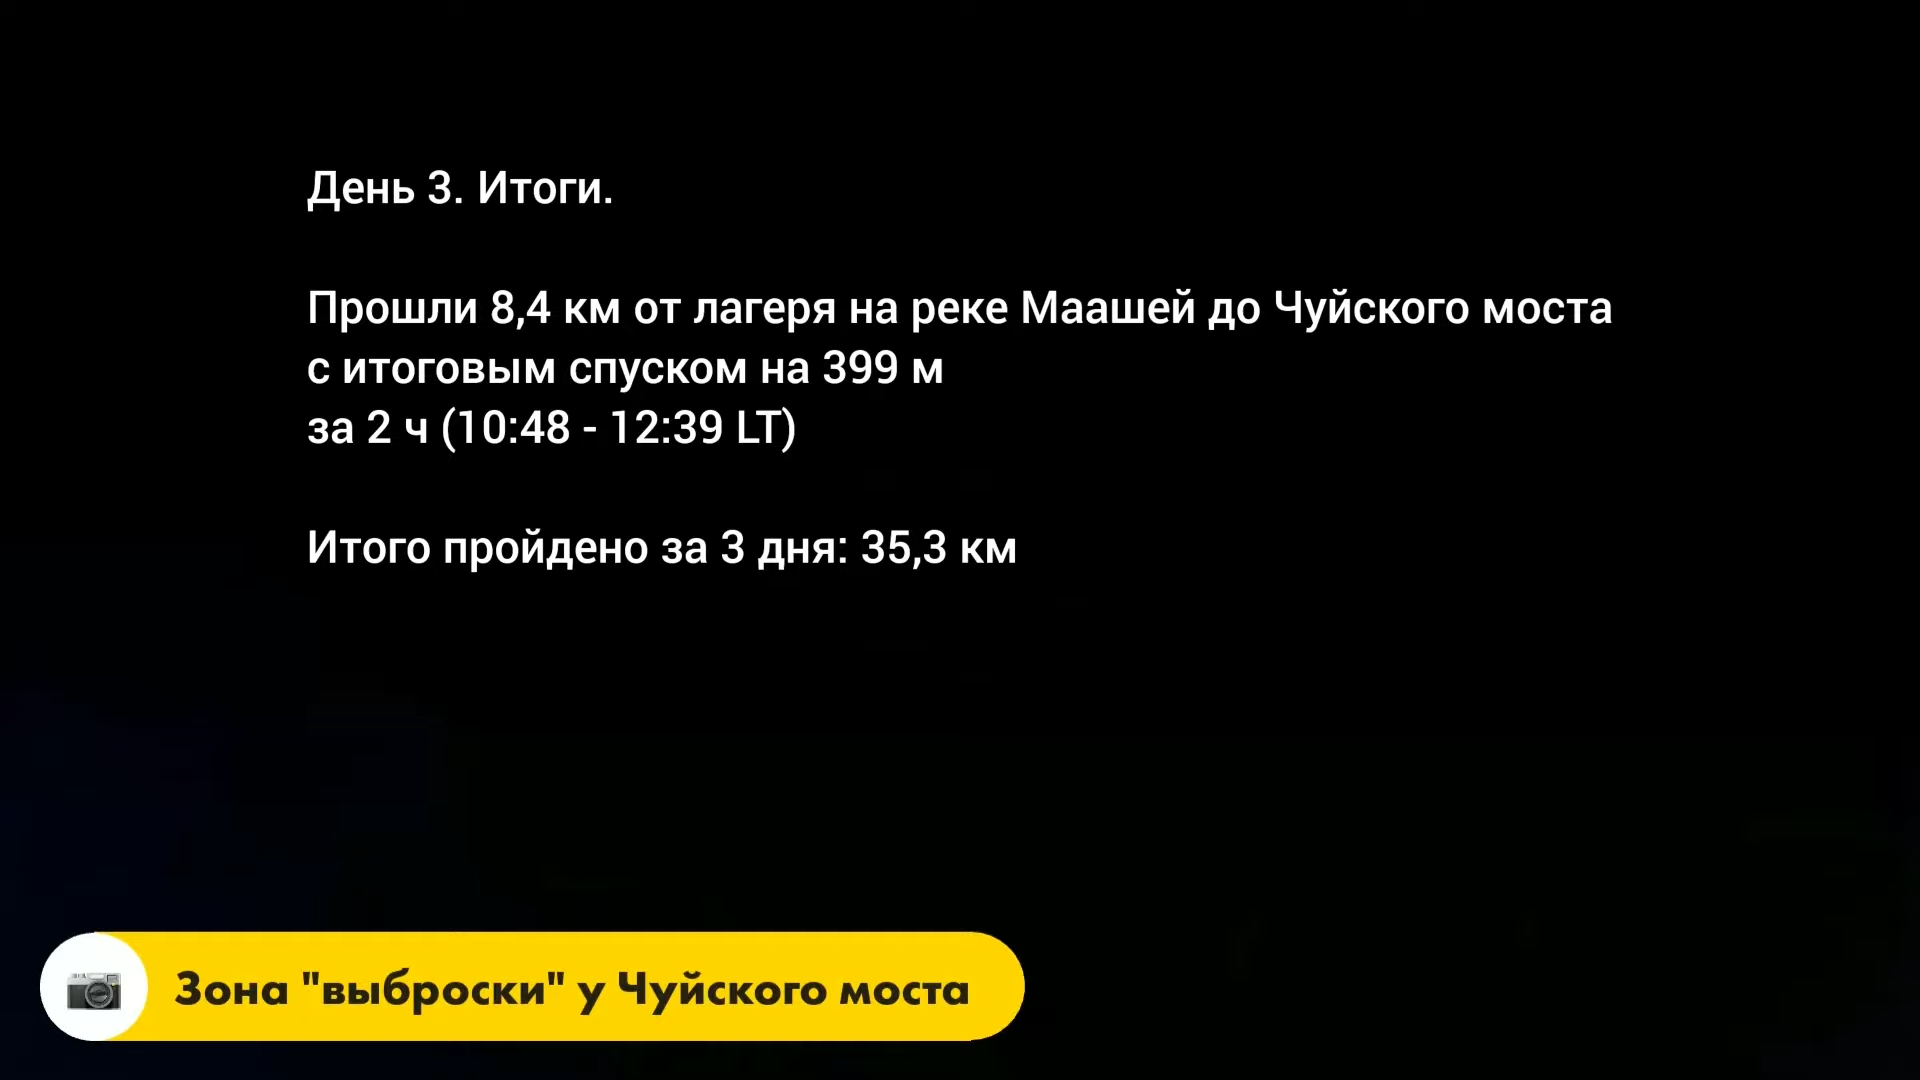 День 3. Итоги.
Прошли 8,4 км от лагеря на реке Маашей до Чуйского моста
с итоговым спуском на 399 м
за 2 ч (10:48 - 12:39 LT)
Итого пройдено за 3 дня: 35,3 км
Зона "выброски" у Чуйского моста